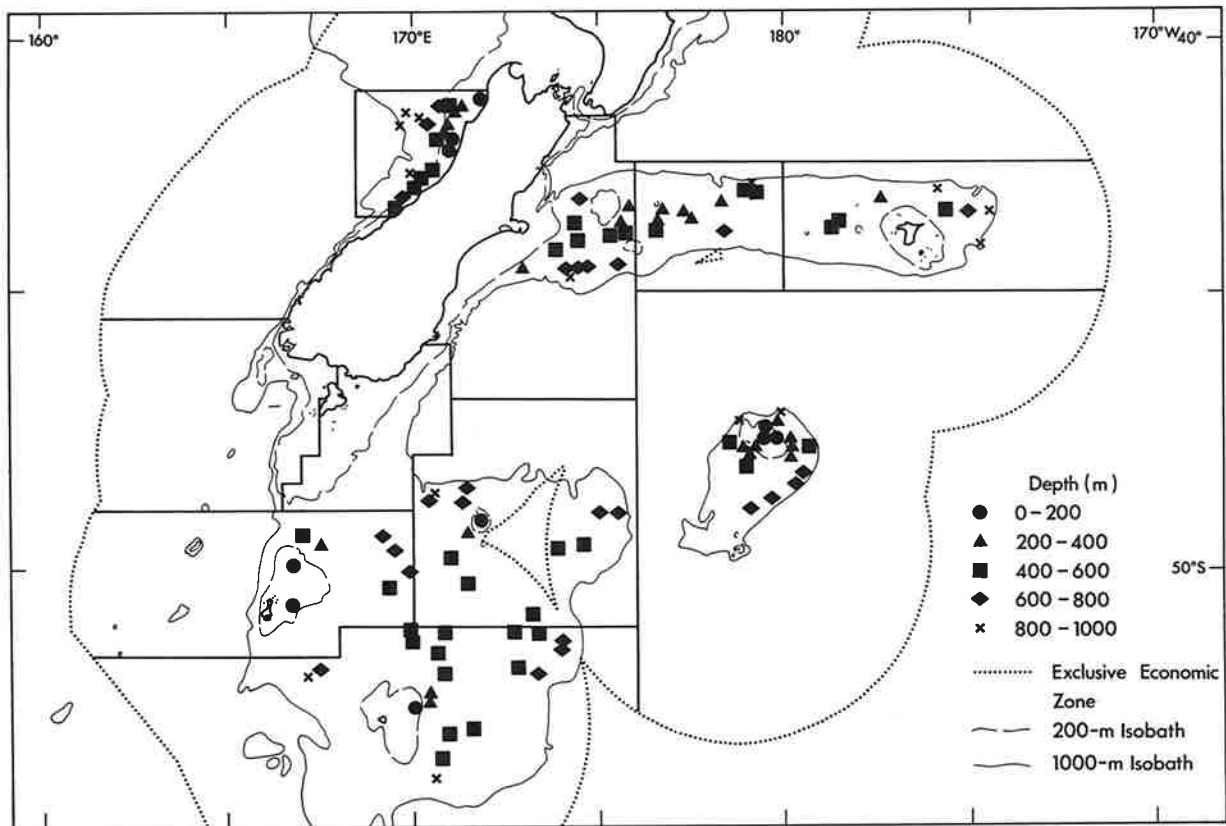 160°
170°E
180°
170°W
40°
50°S
Depth (m)
0-200
200-400
400-600
600-800
800-1000
Exclusive Economic
Zone
200-m Isobath
1000-m Isobath